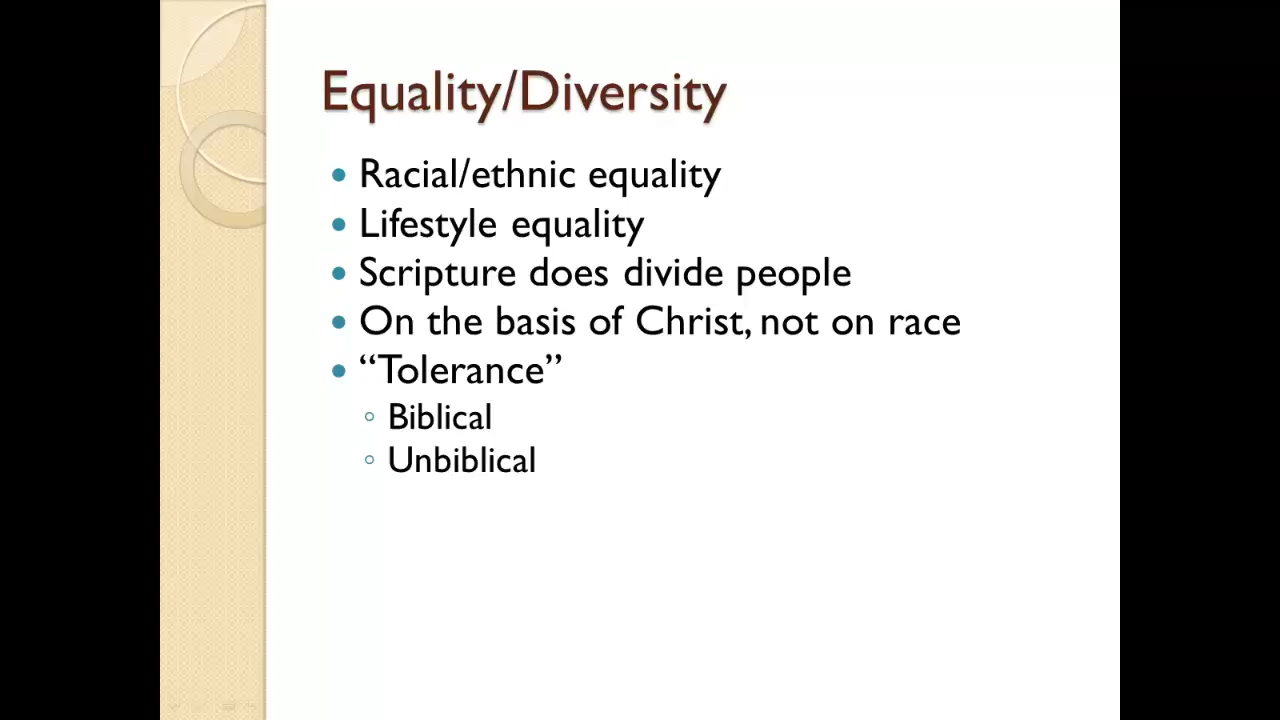 Equality/Diversity
• Racial/ethnic equality
• Lifestyle equality
• Scripture does divide people
• On the basis of Christ, not on race
• “Tolerance”
◦ Biblical
◦ Unbiblical